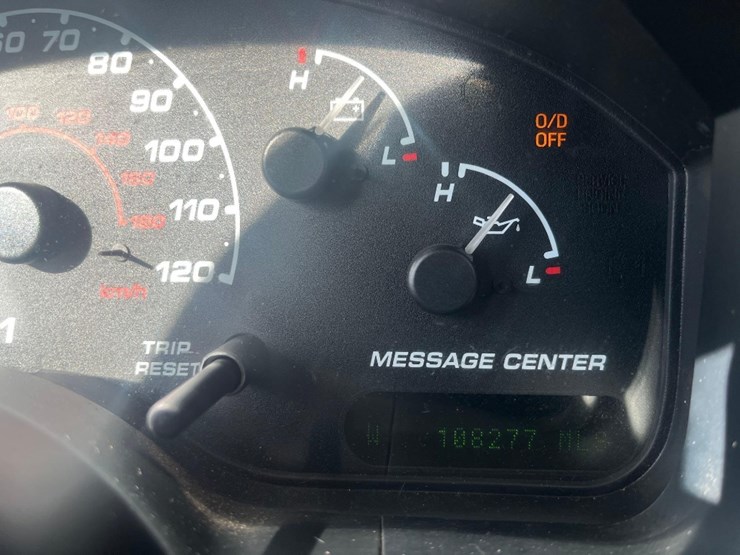 60 70
80
90
100
110
120
100 120
140
160
180
km/h
1
H
L
H
L
O/D
OFF
TRIP
RESET
MESSAGE CENTER
W 108277 MLS